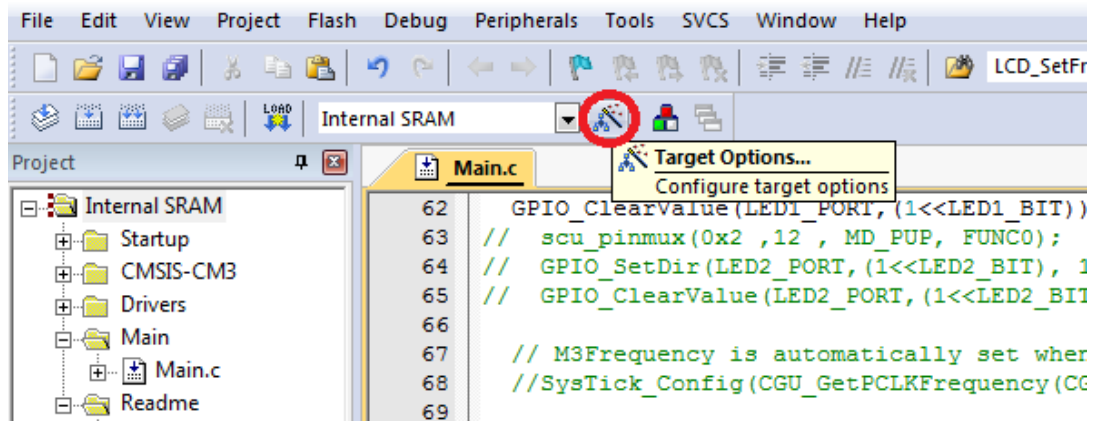 File Edit View Project Flash Debug Peripherals Tools SVCS Window Help
LCD_SetFr
LOAD
Internal SRAM
Target Options...
Configure target options
Project
Main.c
Internal SRAM
Startup
CMSIS-CM3
Drivers
Main
Main.c
Readme
62 GPIO_ClearValue(LED1_PORT,(1<<LED1_BIT))
63 // scu_pinmux(0x2 ,12 , MD_PUP, FUNC0);
64 // GPIO_SetDir(LED2_PORT,(1<<LED2_BIT), 1
65 // GPIO_ClearValue(LED2_PORT,(1<<LED2_BIT
66
67 // M3Frequency is automatically set when
68 //SysTick_Config(CGU_GetPCLKFrequency(CG
69